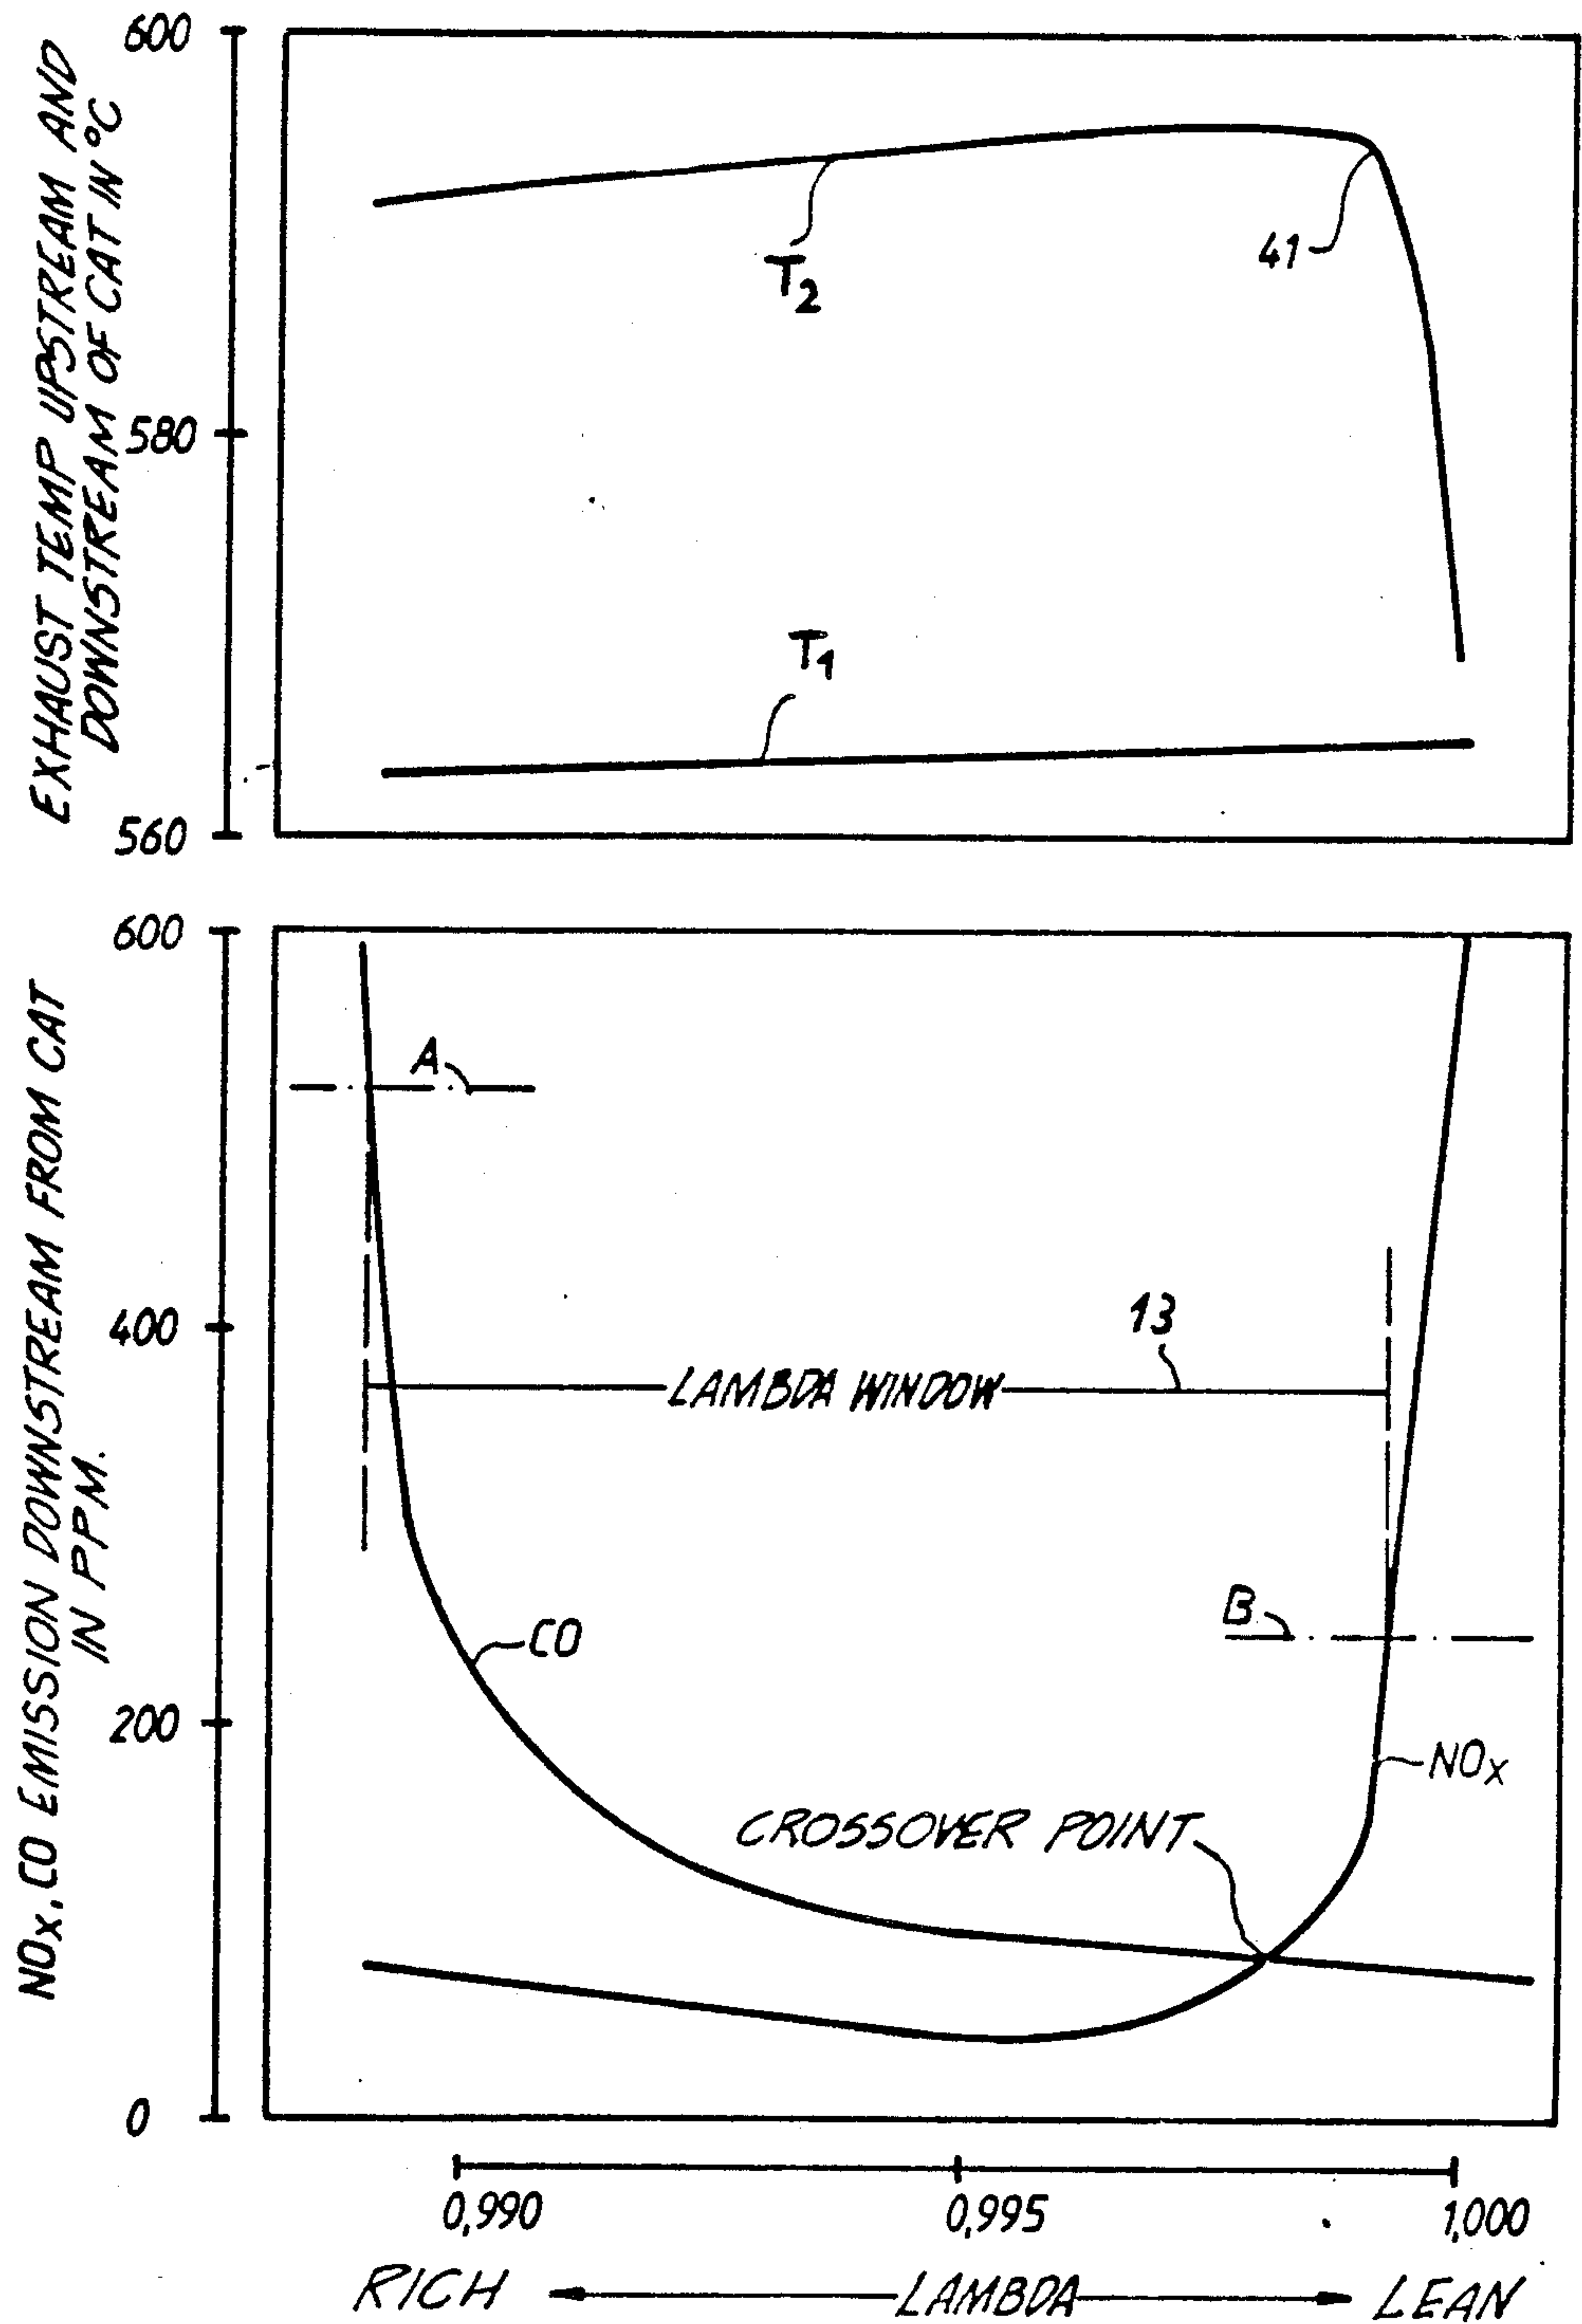 EXHAUST TEMP UPSTREAM AND
DOWNSTREAM OF CAT IN °C
600
580
560
T2
41
T1
NOx, CO EMISSION DOWNSTREAM FROM CAT
IN PPM.
600
400
200
0
A
13
LAMBDA WINDOW
B
CO
NOx
CROSSOVER POINT
0,990 0,995 1,000
RICH LAMBDA LEAN